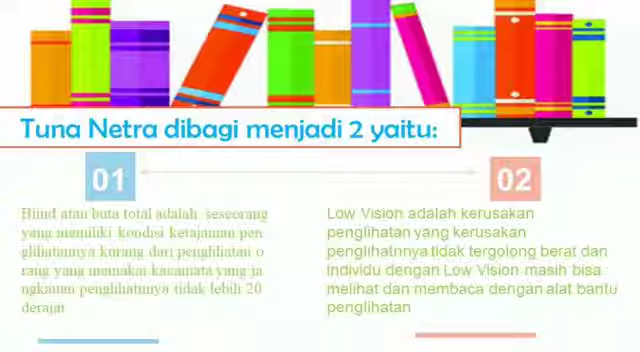 Tuna Netra dibagi menjadi 2 yaitu:
01
Blind atau buta total adalah seseorang
yang memiliki kondisi ketajaman pen
glihatannya kurang dari penglihatan o
rang yang memakai kacamata yang ja
ngkauan penglihatnnya tidak lebih 20
derajat
02
Low Vision adalah kerusakan
penglihatan yang kerusakan
penglihatnnya tidak tergolong berat dan
Individu dengan Low Vision masih bisa
melihat dan membaca dengan alat bantu
penglihatan